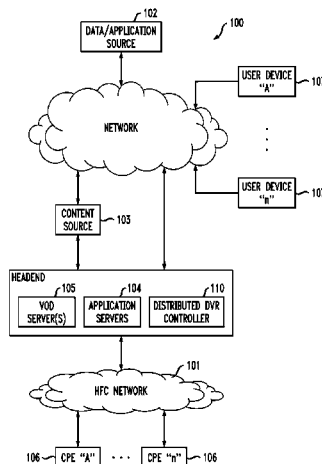 102
100
DATA/APPLICATION
SOURCE
NETWORK
USER DEVICE
"A"
USER DEVICE
"n"
CONTENT
SOURCE
103
HEADEND
105
104
110
VOD
SERVER(S)
APPLICATION
SERVERS
DISTRIBUTED DVR
CONTROLLER
101
HFC NETWORK
106
CPE "A"
CPE "n"
106